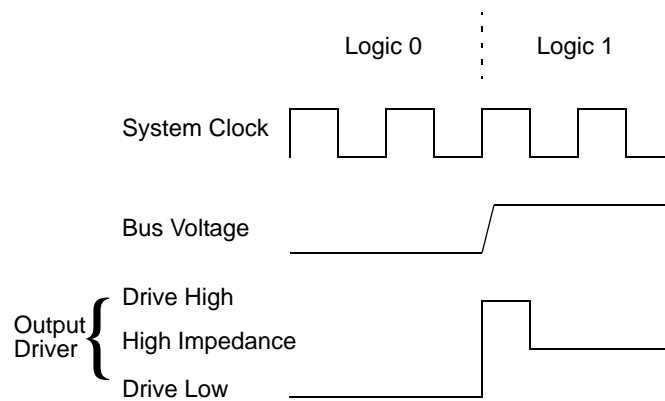 Logic 0
Logic 1
System Clock
Bus Voltage
Drive High
Output
Driver
High Impedance
Drive Low